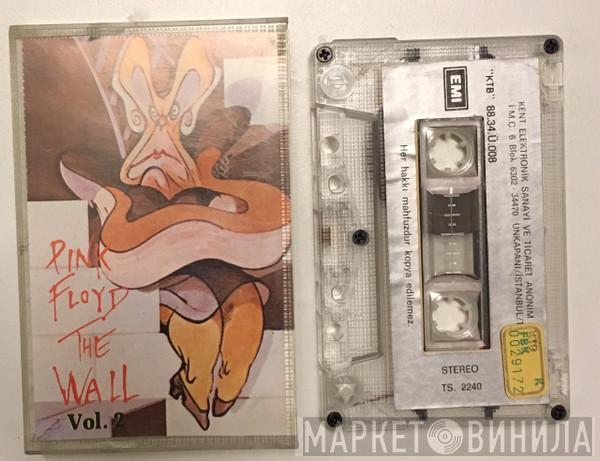 PINK
FLOYD
THE
WALL
Vol. 2
EMI
"KTB" 88.34.Ü.008
KENT ELEKTRONİK SANAYİ VE TİCARET ANONİM
İ.M.C. 6 Blok 6302 - 34470 UNKAPANI/İSTANBUL
Her hakkı mahfuzdur kopya edilemez.
STEREO
TS. 2240
K
FBK
0029172
МАРКЕТ ВИНИЛА